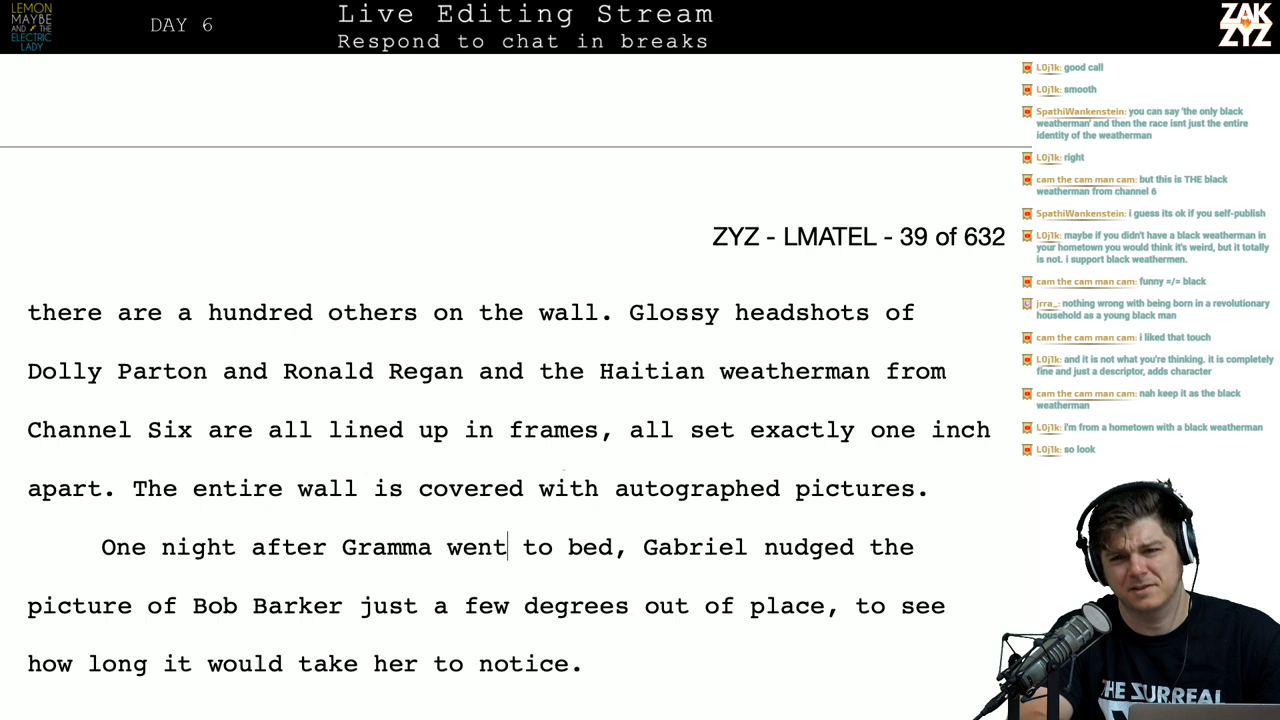 LEMON
MAYBE
AND THE
ELECTRIC
LADY
DAY 6
Live Editing Stream
Respond to chat in breaks
ZAK
ZYZ
ZYZ - LMATEL - 39 of 632
there are a hundred others on the wall. Glossy headshots of
Dolly Parton and Ronald Regan and the Haitian weatherman from
Channel Six are all lined up in frames, all set exactly one inch
apart. The entire wall is covered with autographed pictures.
One night after Gramma went to bed, Gabriel nudged the
picture of Bob Barker just a few degrees out of place, to see
how long it would take her to notice.
L0j1k: good call
L0j1k: smooth
SpathiWankenstein: you can say 'the only black
weatherman' and then the race isnt just the entire
identity of the weatherman
L0j1k: right
cam the cam man cam: but this is THE black
weatherman from channel 6
SpathiWankenstein: i guess its ok if you self-publish
L0j1k: maybe if you didn't have a black weatherman in
your hometown you would think it's weird, but it totally
is not. i support black weathermen.
cam the cam man cam: funny =/= black
jrra_: nothing wrong with being born in a revolutionary
household as a young black man
cam the cam man cam: i liked that touch
L0j1k: and it is not what you're thinking. it is completely
fine and just a descriptor, adds character
cam the cam man cam: nah keep it as the black
weatherman
L0j1k: i'm from a hometown with a black weatherman
L0j1k: so look
THE SURREAL